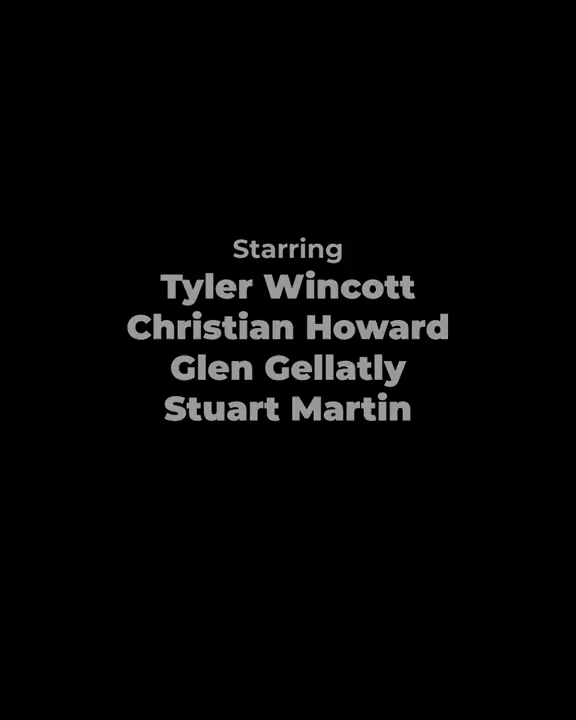 Starring
Tyler Wincott
Christian Howard
Glen Gellatly
Stuart Martin